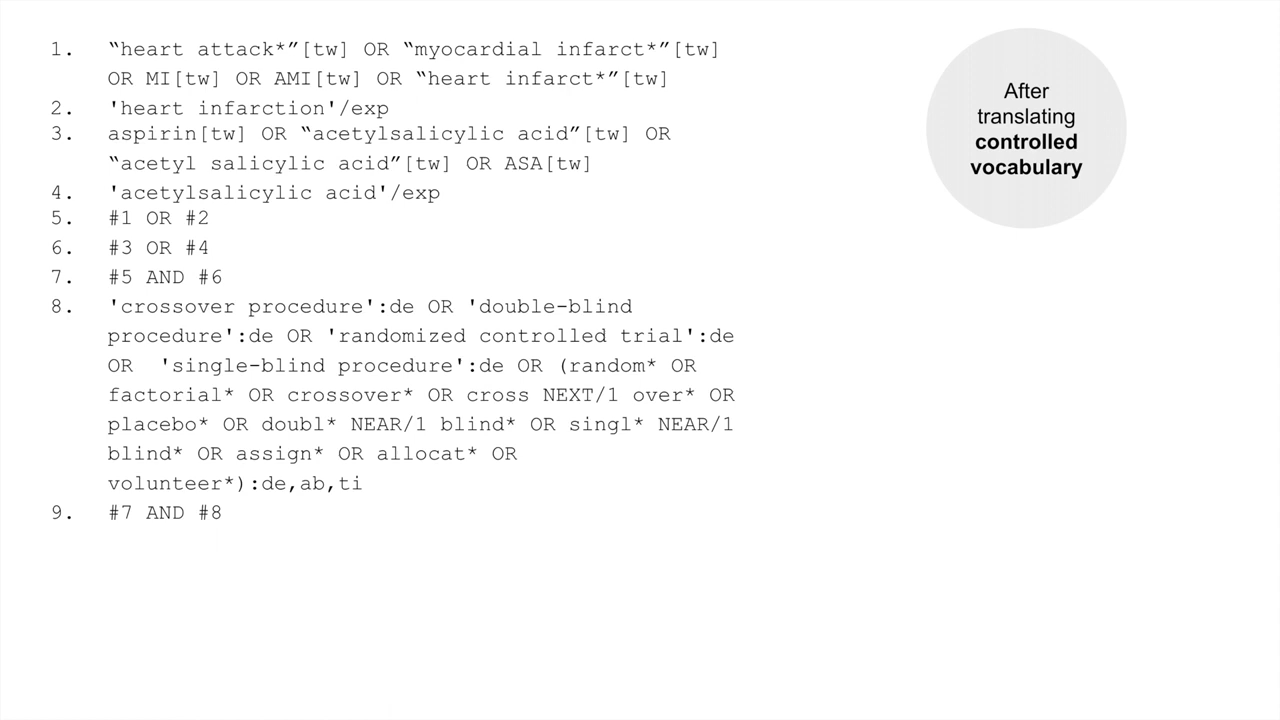 1. “heart attack*”[tw] OR “myocardial infarct*”[tw]
OR MI[tw] OR AMI[tw] OR “heart infarct*”[tw]
2. 'heart infarction'/exp
3. aspirin[tw] OR “acetylsalicylic acid”[tw] OR
“acetyl salicylic acid”[tw] OR ASA[tw]
4. 'acetylsalicylic acid'/exp
5. #1 OR #2
6. #3 OR #4
7. #5 AND #6
8. 'crossover procedure':de OR 'double-blind
procedure':de OR 'randomized controlled trial':de
OR 'single-blind procedure':de OR (random* OR
factorial* OR crossover* OR cross NEXT/1 over* OR
placebo* OR doubl* NEAR/1 blind* OR singl* NEAR/1
blind* OR assign* OR allocat* OR
volunteer*):de,ab,ti
9. #7 AND #8
After
translating
controlled
vocabulary